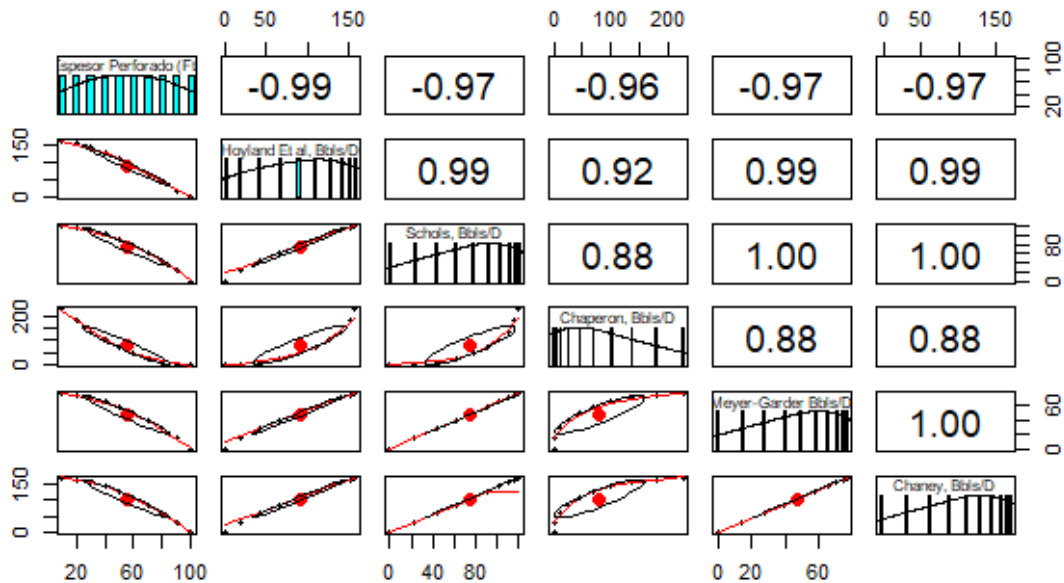 0 50 150 0 100 200 0 50 150
spesor Perforado (F
-0.99 -0.97 -0.96 -0.97 -0.97
20 60 100
0 150
Hoyland Et al, Bbls/D
0.99 0.92 0.99 0.99
Schols, Bbls/D
0.88 1.00 1.00
0 80
0 200
Chaperon, Bbls/D
0.88 0.88
Meyer-Garder Bbls/D
1.00
0 60
0 150
Chaney, Bbls/D
20 60 100 0 40 80 0 20 60